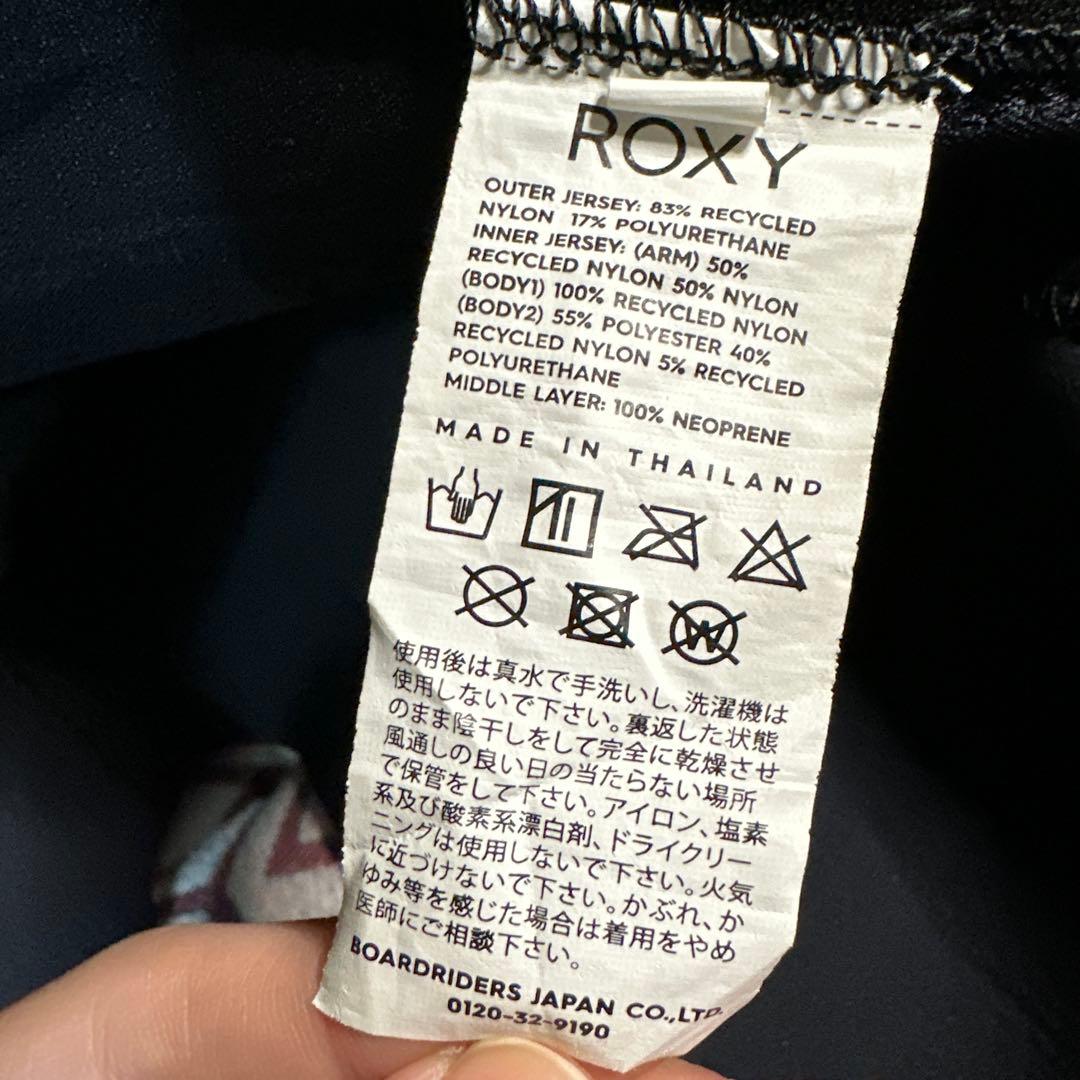 ROXY
OUTER JERSEY: 83% RECYCLED
NYLON 17% POLYURETHANE
INNER JERSEY: (ARM) 50%
RECYCLED NYLON 50% NYLON
(BODY1) 100% RECYCLED NYLON
(BODY2) 55% POLYESTER 40%
RECYCLED NYLON 5% RECYCLED
POLYURETHANE
MIDDLE LAYER: 100% NEOPRENE
MADE IN THAILAND
W
使用後は真水で手洗いし、洗濯機は
使用しないで下さい。裏返した状態
のまま陰干しをして完全に乾燥させ
風通しの良い日の当たらない場所
で保管をして下さい。アイロン、塩素
系及び酸素系漂白剤、ドライクリー
ニングは使用しないで下さい。火気
に近づけないで下さい。かぶれ、か
ゆみ等を感じた場合は着用をやめ
医師にご相談下さい。
BOARDRIDERS JAPAN CO.,LTD.
0120-32-9190